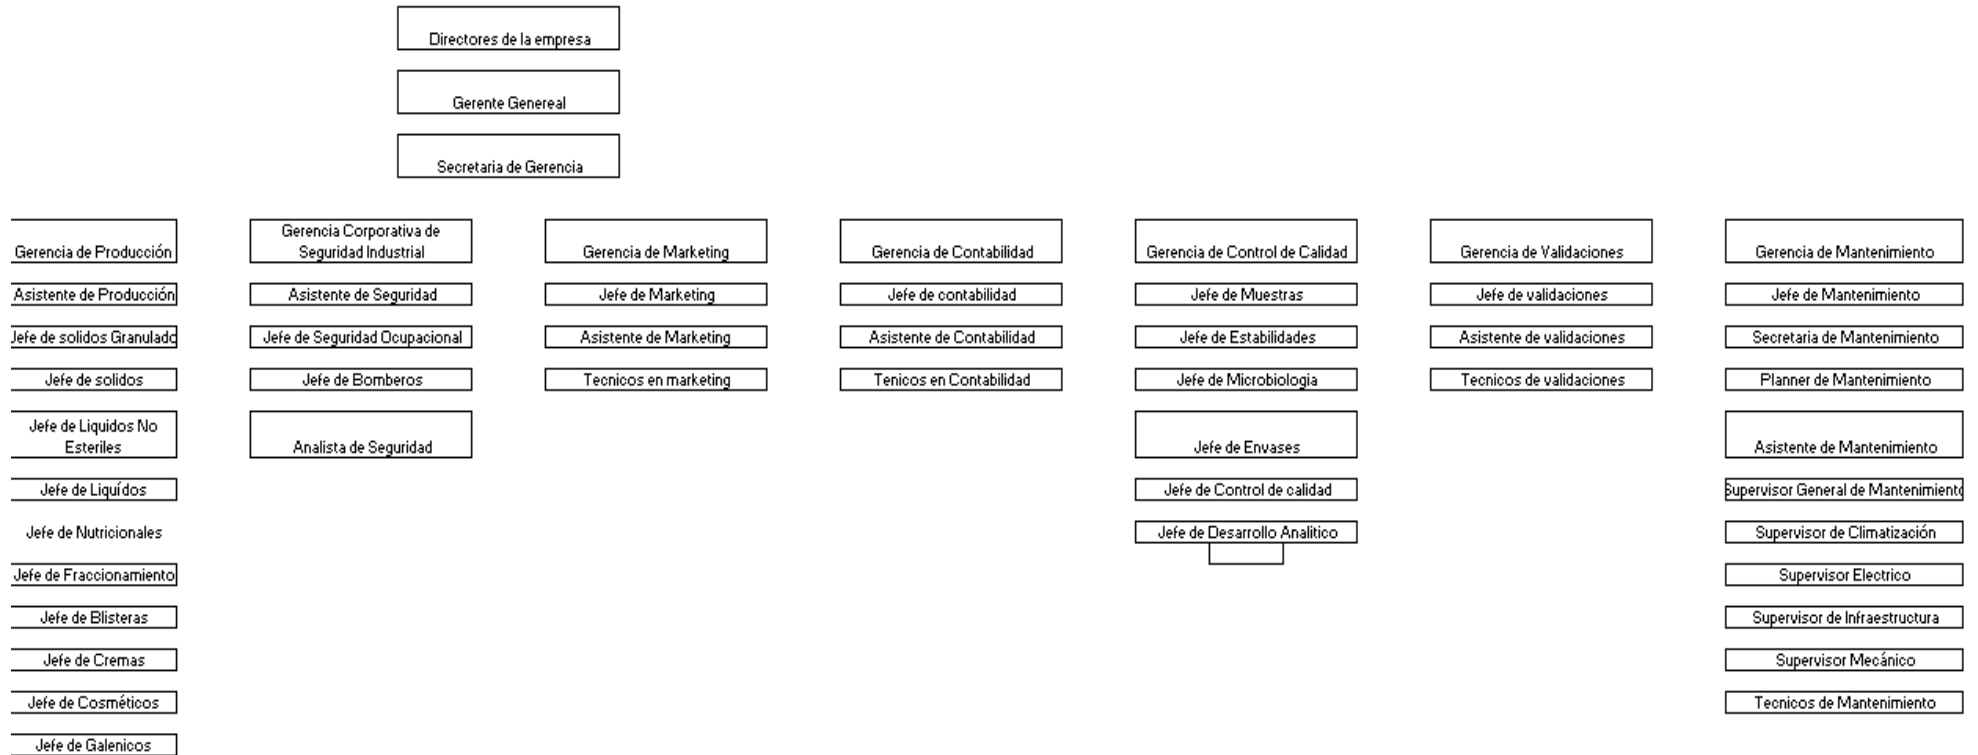 Directores de la empresa
Gerente Genereal
Secretaria de Gerencia
Gerencia de Producción
Asistente de Producción
Jefe de solidos Granulado
Jefe de solidos
Jefe de Liquidos No
Esteriles
Jefe de Liquídos
Jefe de Nutricionales
Jefe de Fraccionamiento
Jefe de Blisteras
Jefe de Cremas
Jefe de Cosméticos
Jefe de Galenicos
Gerencia Corporativa de
Seguridad Industrial
Asistente de Seguridad
Jefe de Seguridad Ocupacional
Jefe de Bomberos
Analista de Seguridad
Gerencia de Marketing
Jefe de Marketing
Asistente de Marketing
Tecnicos en marketing
Gerencia de Contabilidad
Jefe de contabilidad
Asistente de Contabilidad
Tenicos en Contabilidad
Gerencia de Control de Calidad
Jefe de Muestras
Jefe de Estabilidades
Jefe de Microbiologia
Jefe de Envases
Jefe de Control de calidad
Jefe de Desarrollo Analitico
Gerencia de Validaciones
Jefe de validaciones
Asistente de validaciones
Tecnicos de validaciones
Gerencia de Mantenimiento
Jefe de Mantenimiento
Secretaria de Mantenimiento
Planner de Mantenimiento
Asistente de Mantenimiento
Supervisor General de Mantenimiento
Supervisor de Climatización
Supervisor Electrico
Supervisor de Infraestructura
Supervisor Mecánico
Tecnicos de Mantenimiento